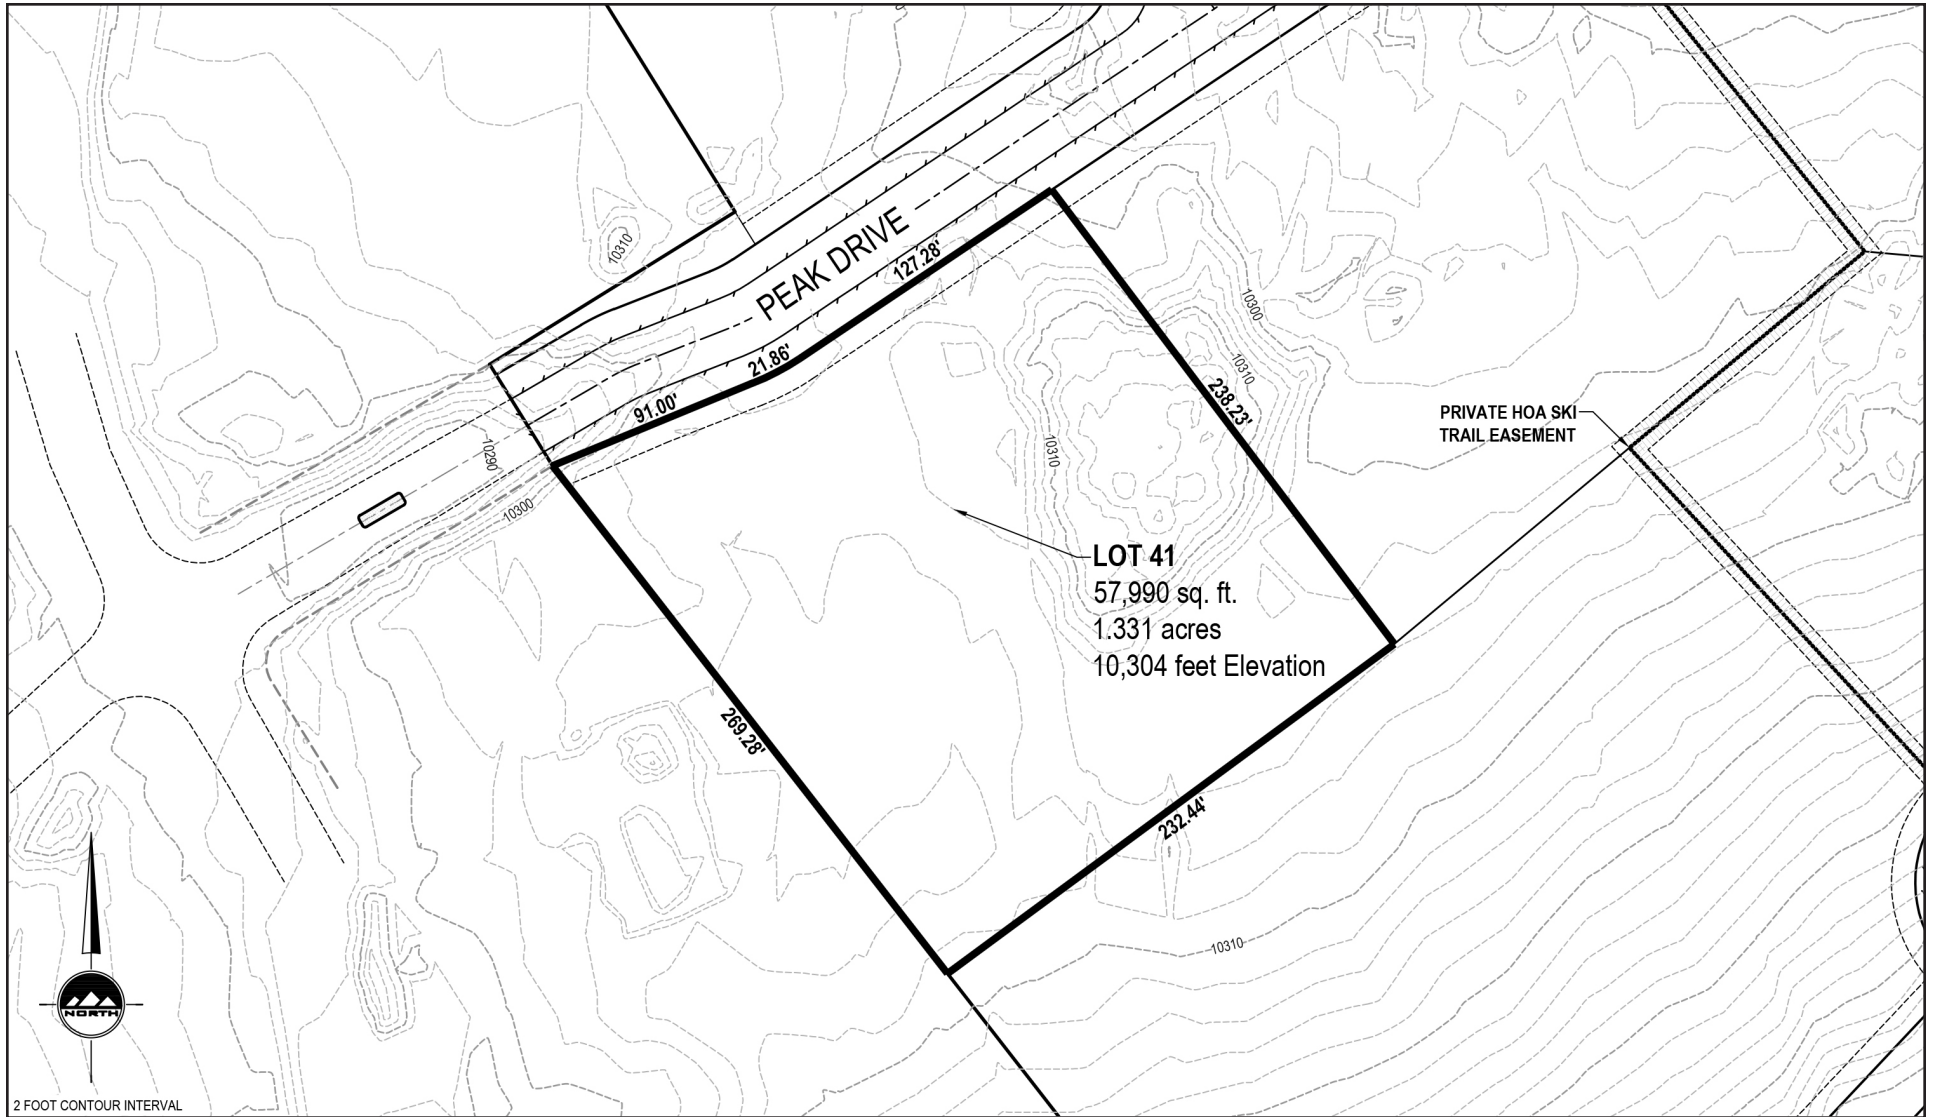 10310
PEAK DRIVE
127.28'
21.86'
91.00'
10290
10300
10300
10310
238.23'
10310
PRIVATE HOA SKI
TRAIL EASEMENT
LOT 41
57,990 sq. ft.
1.331 acres
10,304 feet Elevation
269.28'
232.44'
10310
NORTH
2 FOOT CONTOUR INTERVAL